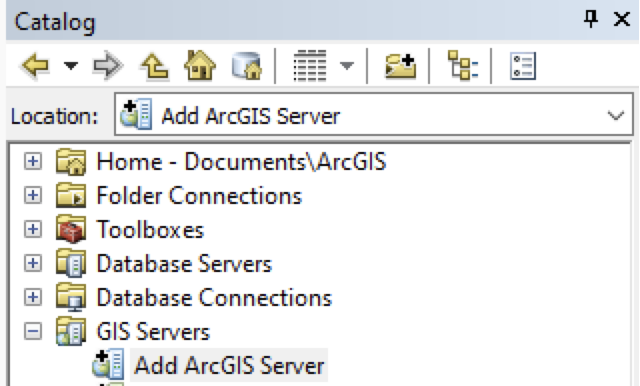 Catalog
Location: Add ArcGIS Server
Home - Documents\ArcGIS
Folder Connections
Toolboxes
Database Servers
Database Connections
GIS Servers
Add ArcGIS Server